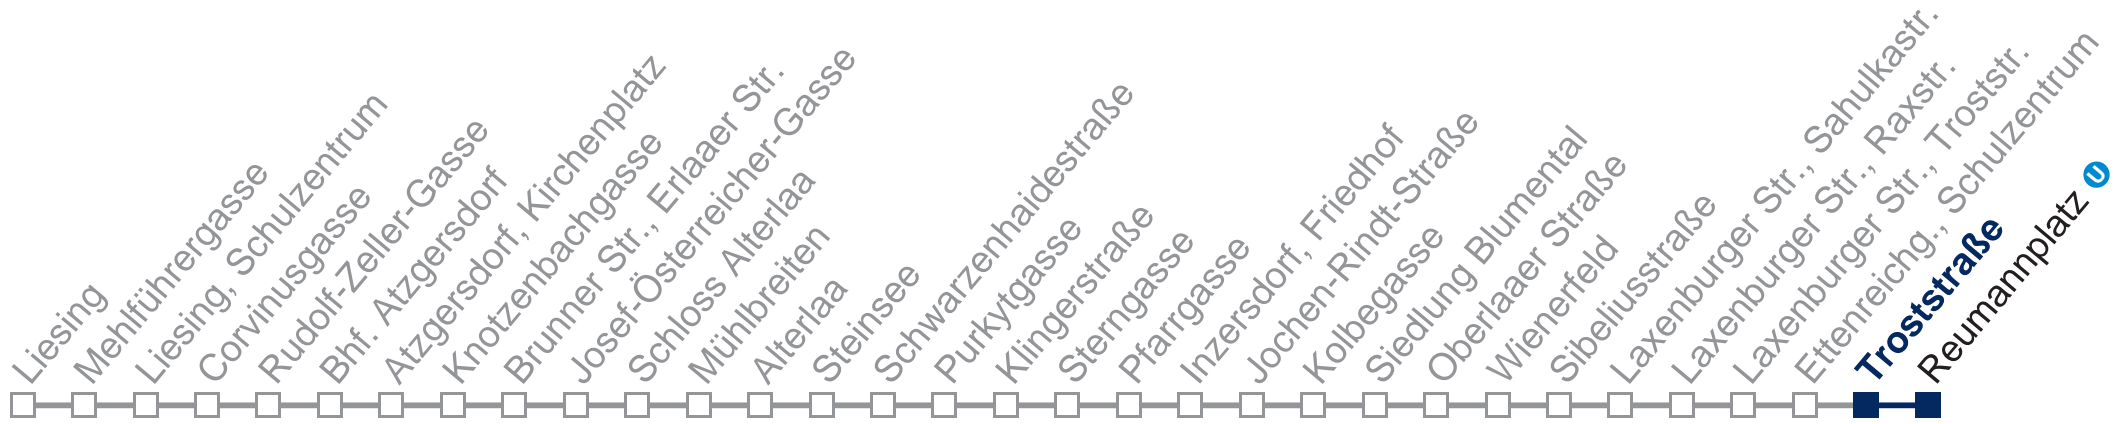 Liesing
Mehlführergasse
Liesing, Schulzentrum
Corvinusgasse
Rudolf-Zeller-Gasse
Bhf. Atzgersdorf
Atzgersdorf, Kirchenplatz
Knotzenbachgasse
Brunner Str., Erlaaer Str.
Josef-Österreicher-Gasse
Schloss Alterlaa
Mühlbreiten
Alterlaa
Steinsee
Schwarzenhaidestraße
Purkytgasse
Klingerstraße
Sterngasse
Pfarrgasse
Inzersdorf, Friedhof
Jochen-Rindt-Straße
Kolbegasse
Siedlung Blumental
Oberlaaer Straße
Wienerfeld
Sibeliusstraße
Laxenburger Str., Sahulkastr.
Laxenburger Str., Raxstr.
Laxenburger Str., Troststr.
Ettenreichg., Schulzentrum
Troststraße
Reumannplatz U